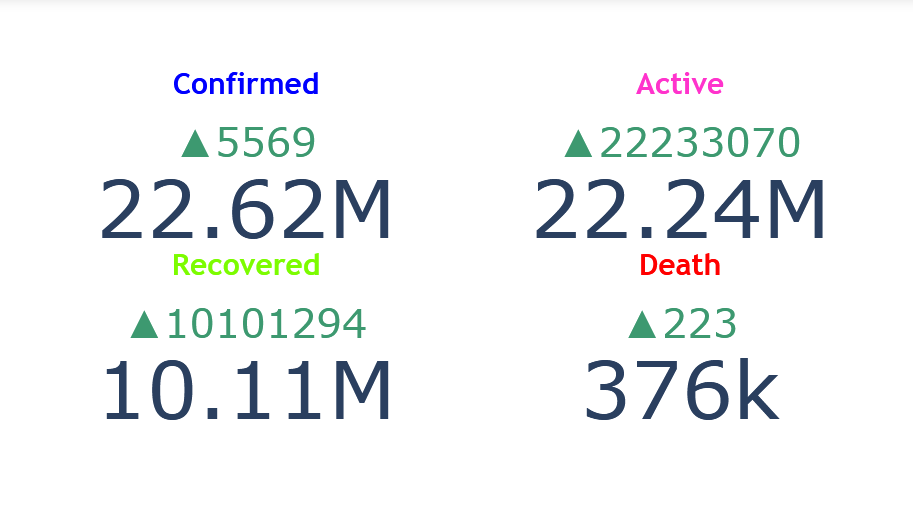 Confirmed
▲5569
22.62M
Active
▲22233070
22.24M
Recovered
▲10101294
10.11M
Death
▲223
376k